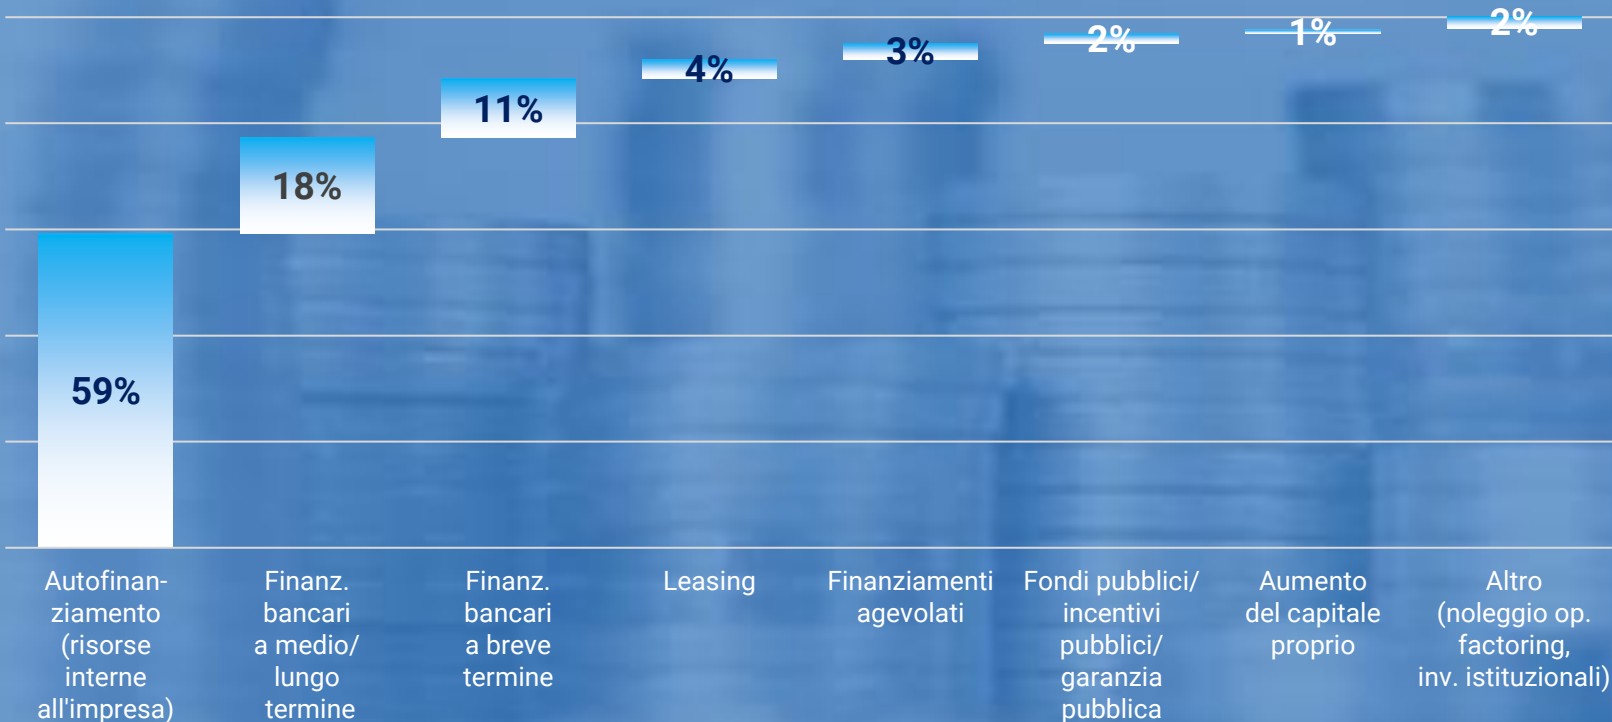 59%
18%
11%
4%
3%
2%
1%
2%
Autofinan-
ziamento
(risorse
interne
all'impresa)
Finanz.
bancari
a medio/
lungo
termine
Finanz.
bancari
a breve
termine
Leasing
Finanziamenti
agevolati
Fondi pubblici/
incentivi
pubblici/
garanzia
pubblica
Aumento
del capitale
proprio
Altro
(noleggio op.
factoring,
inv. istituzionali)